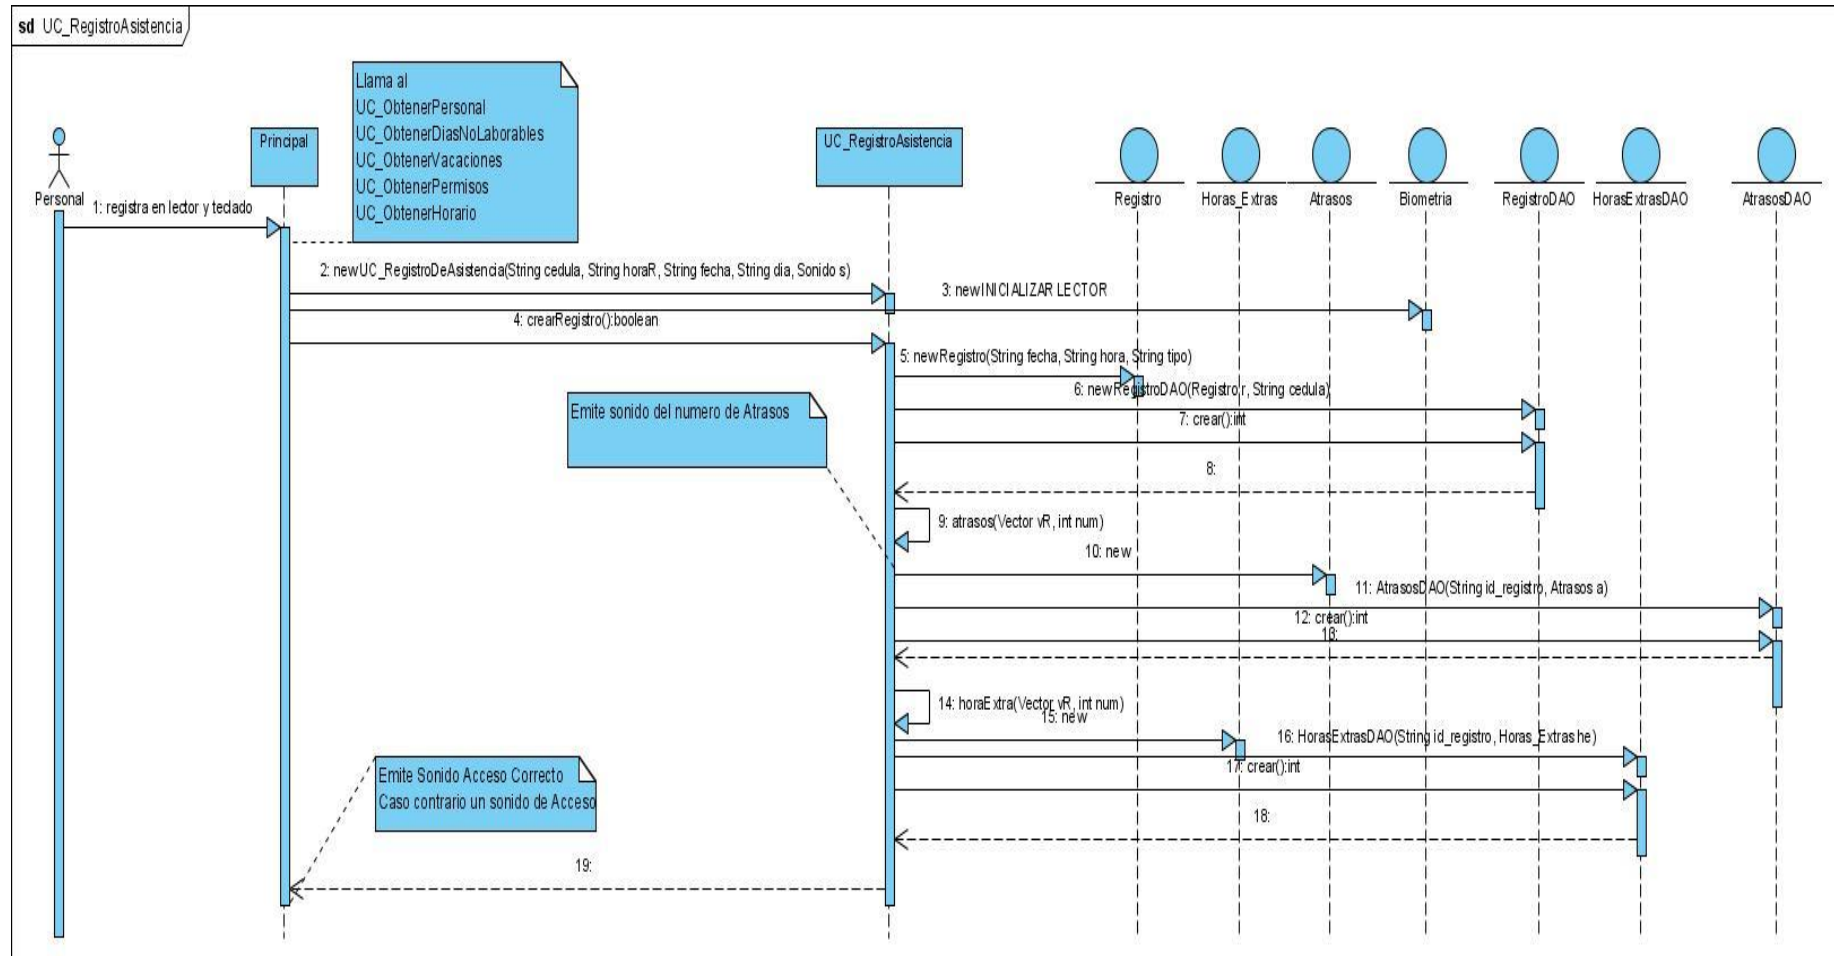 sd UC_RegistroAsistencia
Llama al
UC_ObtenerPersonal
UC_ObtenerDiasNoLaborables
UC_ObtenerVacaciones
UC_ObtenerPermisos
UC_ObtenerHorario
Personal
Principal
UC_RegistroAsistencia
Registro
Horas_Extras
Atrasos
Biometria
RegistroDAO
HorasExtrasDAO
AtrasosDAO
1: registra en lector y teclado
2: newUC_RegistroDeAsistencia(String cedula, String horaR, String fecha, String dia, Sonido s)
3: newINICIALIZAR LECTOR
4: crearRegistro():boolean
5: newRegistro(String fecha, String hora, String tipo)
6: newRegistroDAO(Registro r, String cedula)
7: crear():int
Emite sonido del numero de Atrasos
8:
9: atrasos(Vector vR, int num)
10: new
11: AtrasosDAO(String id_registro, Atrasos a)
12: crear():int
13:
14: horaExtra(Vector vR, int num)
15: new
16: HorasExtrasDAO(String id_registro, Horas_Extras he)
17: crear():int
Emite Sonido Acceso Correcto
Caso contrario un sonido de Acceso
18:
19: